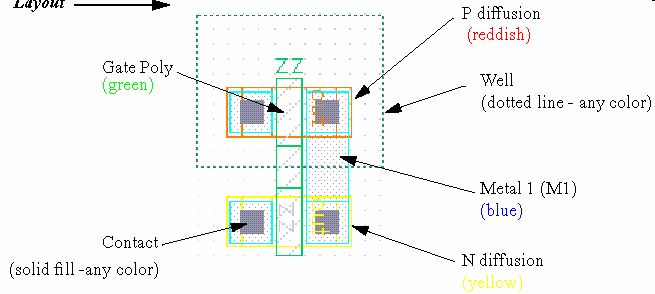 Layout
P diffusion
(reddish)
Gate Poly
(green)
ZZ
Well
(dotted line - any color)
Metal 1 (M1)
(blue)
Contact
(solid fill -any color)
N diffusion
(yellow)